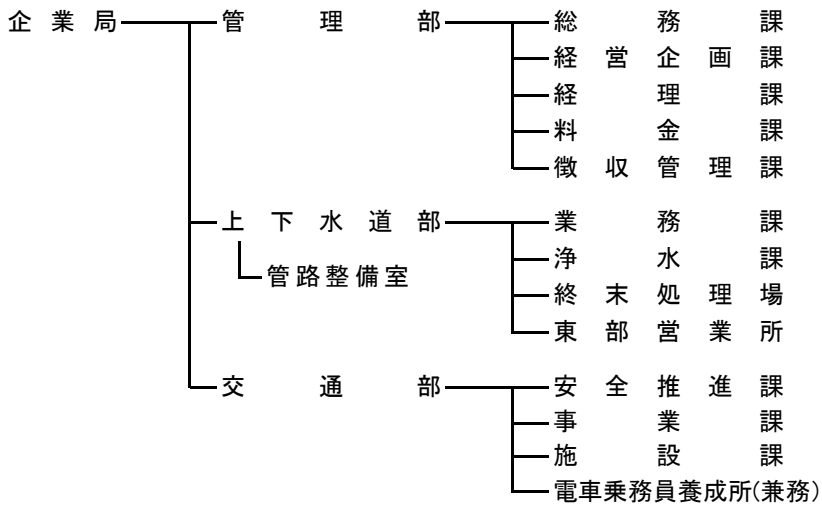 企業局 管理部 総務課
経営企画課
経理課
料金課
徴収管理課
上下水道部 業務課
浄水課
管路整備室
終末処理場
東部営業所
交通部 安全推進課
事業課
施設課
電車乗務員養成所(兼務)